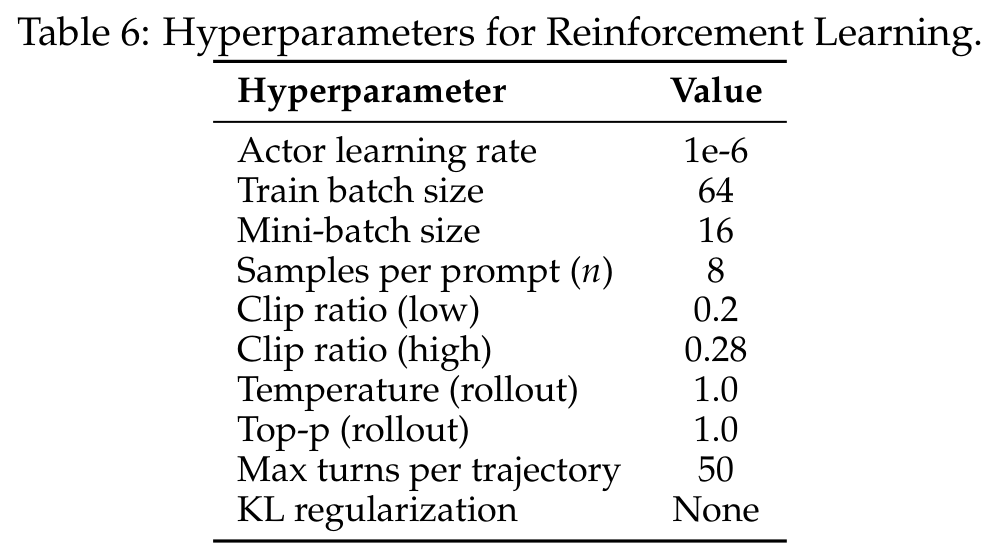 Table 6: Hyperparameters for Reinforcement Learning.
Hyperparameter Value
Actor learning rate 1e-6
Train batch size 64
Mini-batch size 16
Samples per prompt (n) 8
Clip ratio (low) 0.2
Clip ratio (high) 0.28
Temperature (rollout) 1.0
Top-p (rollout) 1.0
Max turns per trajectory 50
KL regularization None